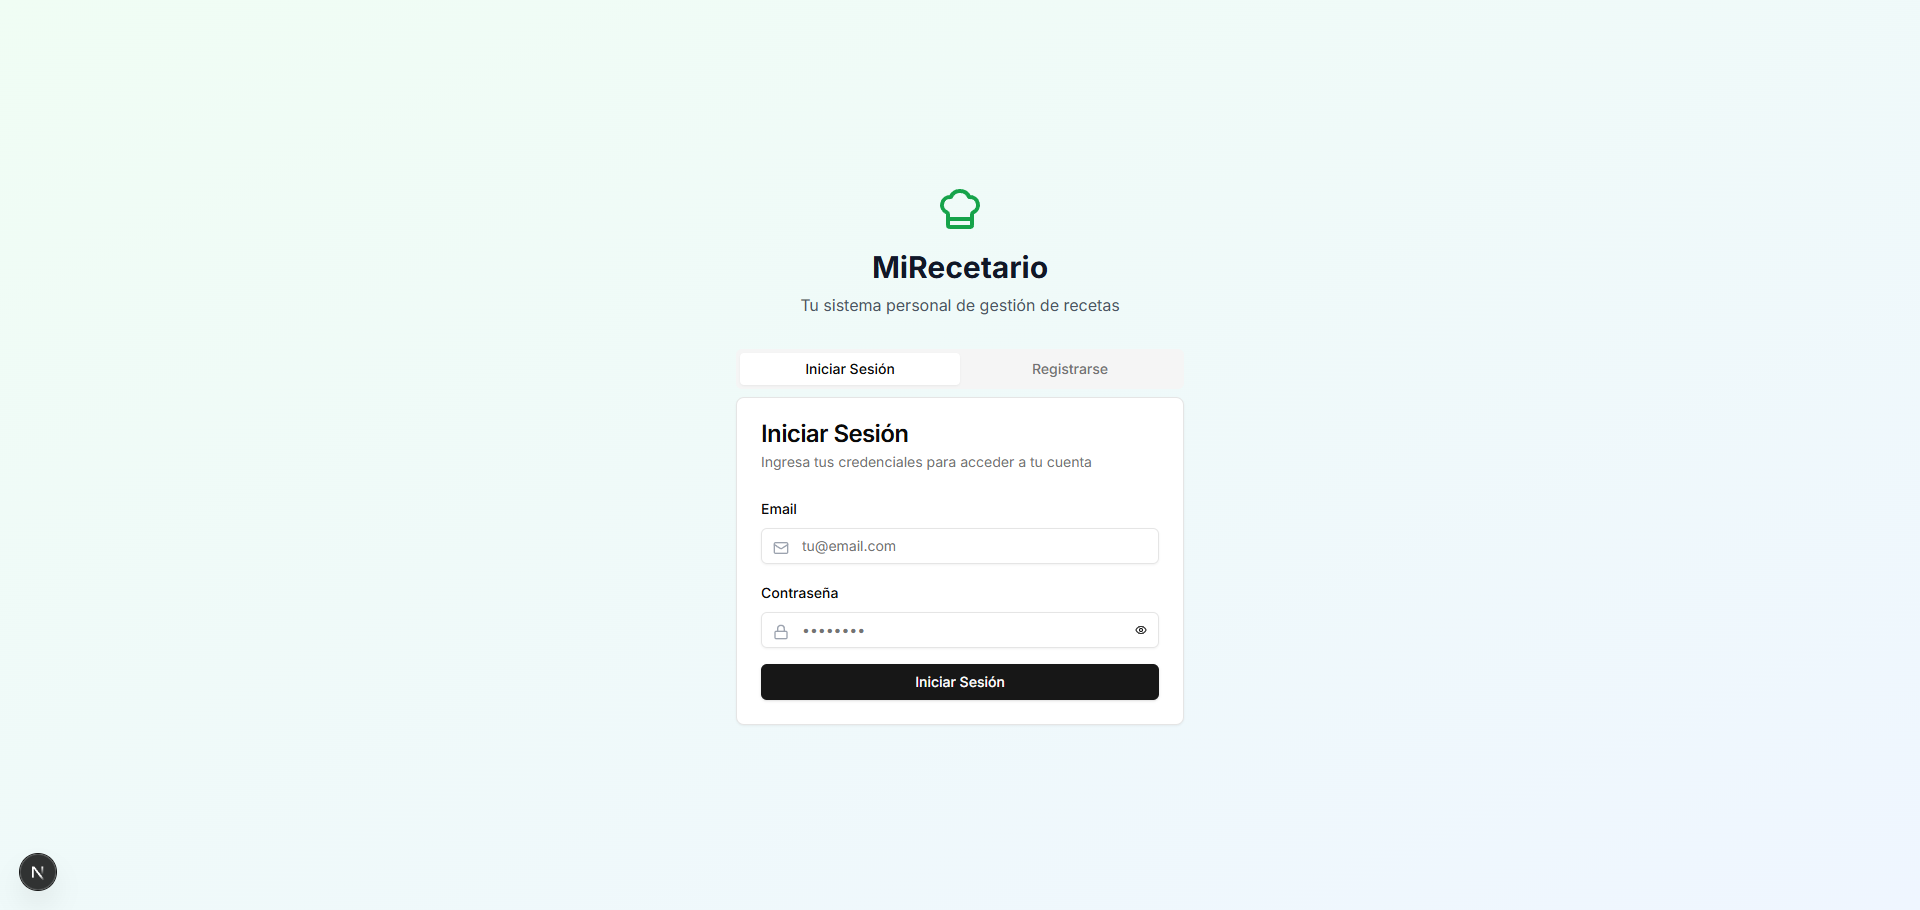 MiRecetario
Tu sistema personal de gestión de recetas
Iniciar Sesión
Registrarse
Iniciar Sesión
Ingresa tus credenciales para acceder a tu cuenta
Email
tu@email.com
Contraseña
••••••••
Iniciar Sesión
N